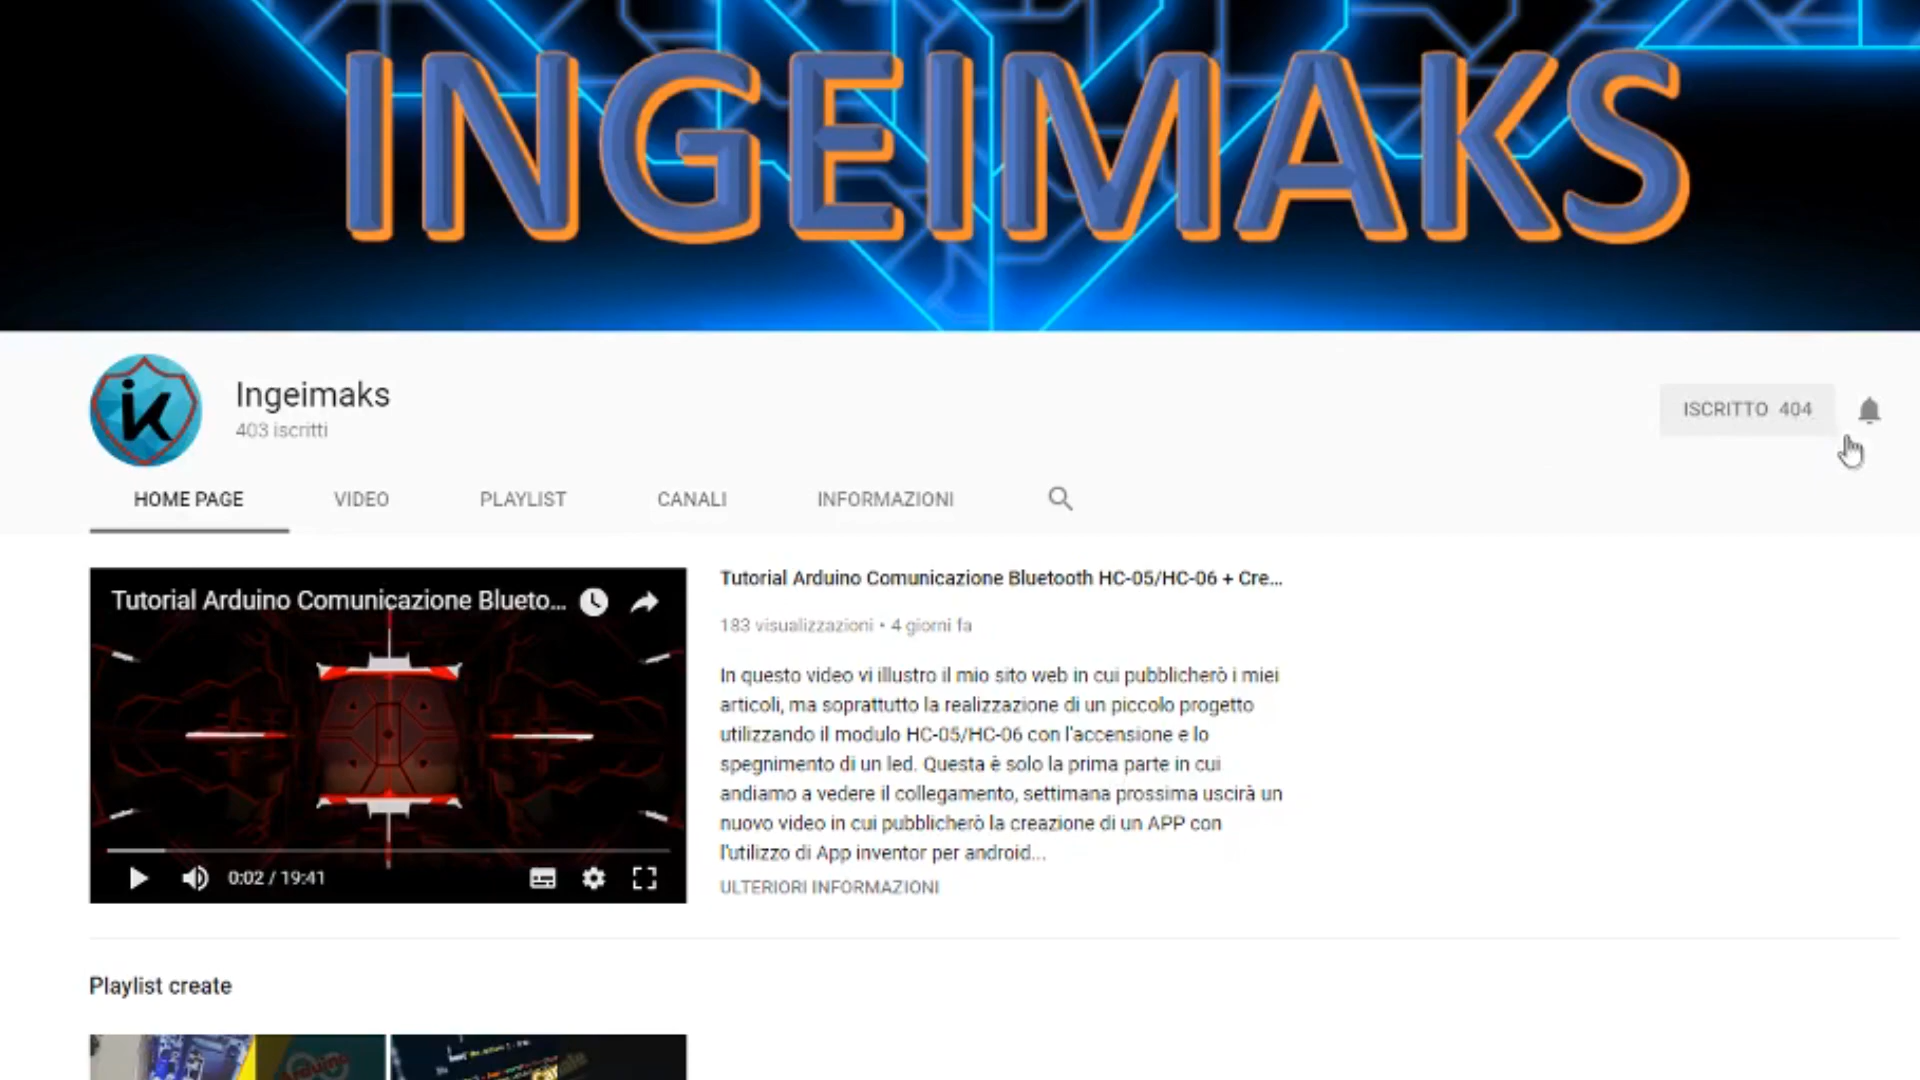 INGEIMAKS
ik
Ingeimaks
403 iscritti
ISCRITTO 404
HOME PAGE
VIDEO
PLAYLIST
CANALI
INFORMAZIONI
Tutorial Arduino Comunicazione Blueto...
0:02 / 19:41
Tutorial Arduino Comunicazione Bluetooth HC-05/HC-06 + Cre...
183 visualizzazioni • 4 giorni fa
In questo video vi illustro il mio sito web in cui pubblicherò i miei
articoli, ma soprattutto la realizzazione di un piccolo progetto
utilizzando il modulo HC-05/HC-06 con l'accensione e lo
spegnimento di un led. Questa è solo la prima parte in cui
andiamo a vedere il collegamento, settimana prossima uscirà un
nuovo video in cui pubblicherò la creazione di un APP con
l'utilizzo di App inventor per android...
ULTERIORI INFORMAZIONI
Playlist create
Arduino